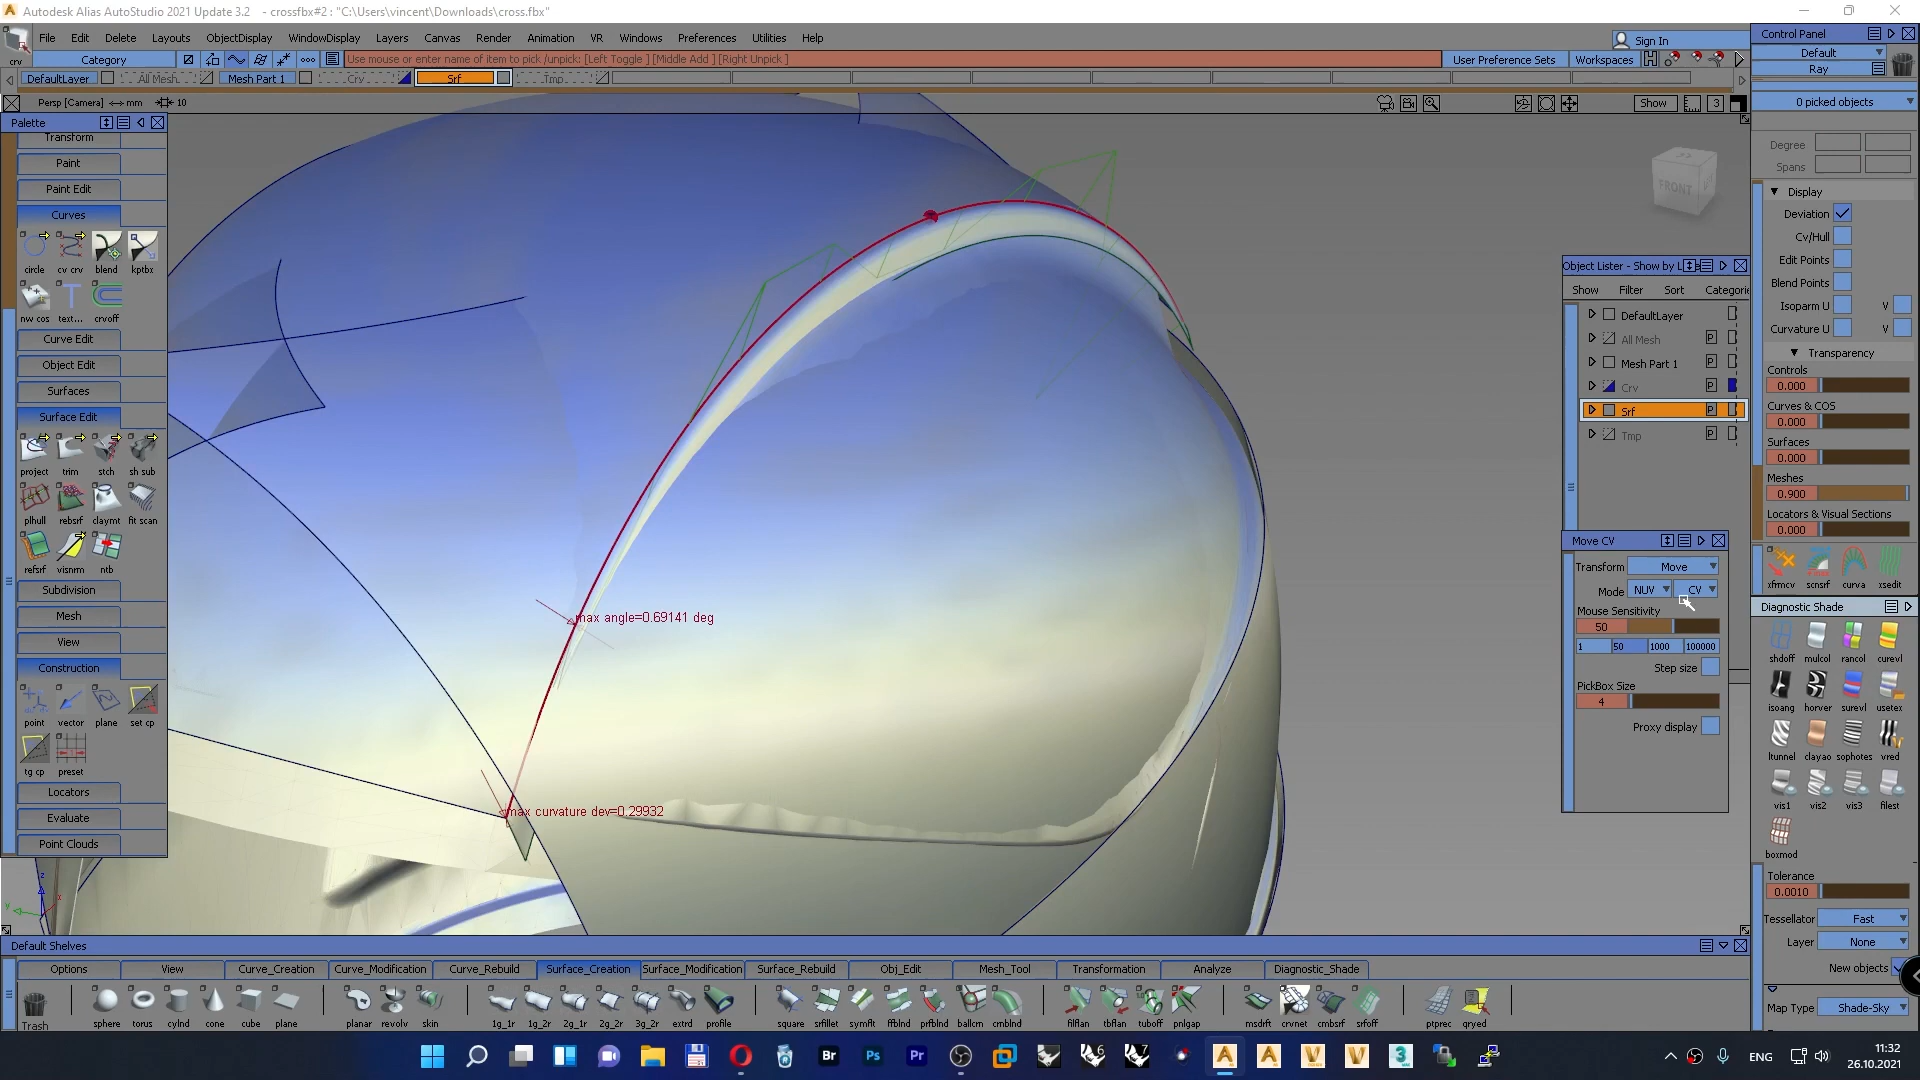 Autodesk Alias AutoStudio 2021 Update 3.2 - crossfbx#2 : "C:\Users\vincent\Downloads\cross.fbx"
File Edit Delete Layouts ObjectDisplay WindowDisplay Layers Canvas Render Animation VR Windows Preferences Utilities Help
Sign In
crv Category
Use mouse or enter name of item to pick /unpick: [Left Toggle ] [Middle Add ] [Right Unpick ]
User Preference Sets Workspaces
DefaultLayer All Mesh Mesh Part 1 Crv Srf Tmp
Persp [Camera] <-> mm 10
Show 3
Palette
Transform
Paint
Paint Edit
Curves
circle cv crv blend kptbx
nw cos text... crvoff
Curve Edit
Object Edit
Surfaces
Surface Edit
project trim stch sh sub
plhull rebsrf claymt fit scan
refsrf visnrm ntb
Subdivision
Mesh
View
Construction
point vector plane set cp
tg cp preset
Locators
Evaluate
Point Clouds
max angle=0.69141 deg
max curvature dev=0.29932
FRONT
Object Lister - Show by L
Show Filter Sort Categorie
DefaultLayer
All Mesh P
Mesh Part 1 P
Crv P
Srf P
Tmp P
Move CV
Transform Move
Mode NUV CV
Mouse Sensitivity
50
1 50 1000 100000
Step size
PickBox Size
4
Proxy display
Control Panel
Default
Ray
0 picked objects
Degree
Spans
Display
Deviation
Cv/Hull
Edit Points
Blend Points
Isoparm U V
Curvature U V
Transparency
Controls
0.000
Curves & COS
0.000
Surfaces
0.000
Meshes
0.900
Locators & Visual Sections
0.000
xfrmcv scnsrf curva xsedit
Diagnostic Shade
shdoff mulcol rancol curevl
isoang horver surevl usetex
ltunnel clayao sophotes vred
vis1 vis2 vis3 filest
boxmod
Tolerance
0.0010
Tessellator Fast
Layer None
New objects
Map Type Shade-Sky
Default Shelves
Options View Curve_Creation Curve_Modification Curve_Rebuild Surface_Creation Surface_Modification Surface_Rebuild Obj_Edit Mesh_Tool Transformation Analyze Diagnostic_Shade
Trash sphere torus cylnd cone cube plane planar revolv skin 1g_1r 1g_2r 2g_1r 2g_2r 3g_2r extrd profile square srfillet symflt ffblnd prfblnd ballcrn cmblnd filflan tbflan tuboff pnlgap msdrft crvnet cmbsrf srfoff ptprec qryed
Br Ps Pr 6 7 3
ENG
11:32
26.10.2021